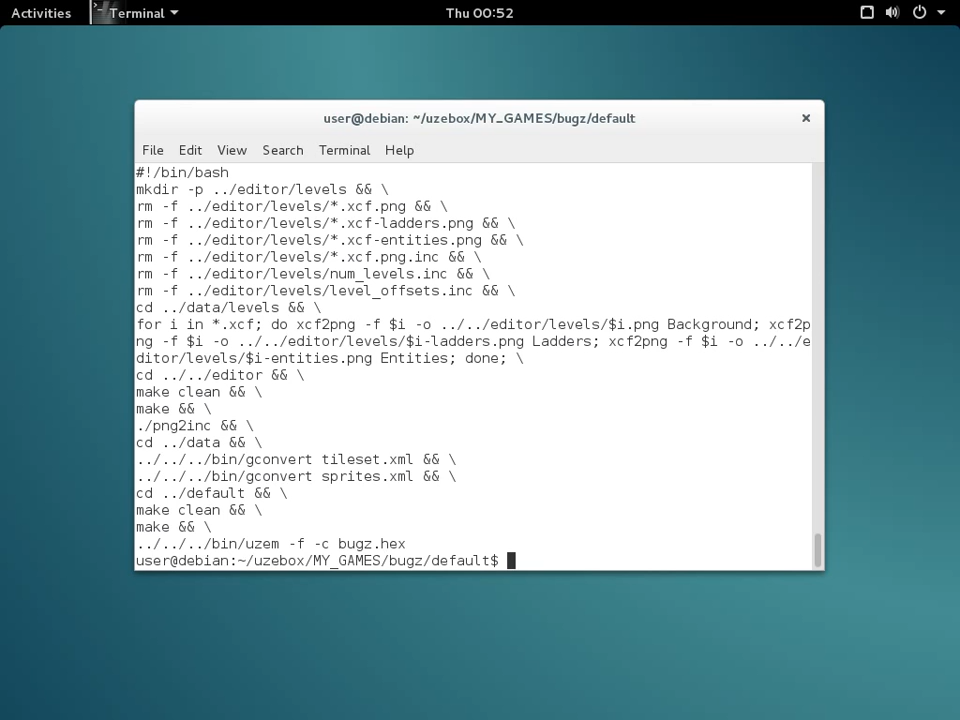 Activities Terminal Thu 00:52
user@debian: ~/uzebox/MY_GAMES/bugz/default
File Edit View Search Terminal Help
#!/bin/bash
mkdir -p ../editor/levels && \
rm -f ../editor/levels/*.xcf.png && \
rm -f ../editor/levels/*.xcf-ladders.png && \
rm -f ../editor/levels/*.xcf-entities.png && \
rm -f ../editor/levels/*.xcf.png.inc && \
rm -f ../editor/levels/num_levels.inc && \
rm -f ../editor/levels/level_offsets.inc && \
cd ../data/levels && \
for i in *.xcf; do xcf2png -f $i -o ../../editor/levels/$i.png Background; xcf2p
ng -f $i -o ../../editor/levels/$i-ladders.png Ladders; xcf2png -f $i -o ../../e
ditor/levels/$i-entities.png Entities; done; \
cd ../../editor && \
make clean && \
make && \
./png2inc && \
cd ../data && \
../../../bin/gconvert tileset.xml && \
../../../bin/gconvert sprites.xml && \
cd ../default && \
make clean && \
make && \
../../../bin/uzem -f -c bugz.hex
user@debian:~/uzebox/MY_GAMES/bugz/default$